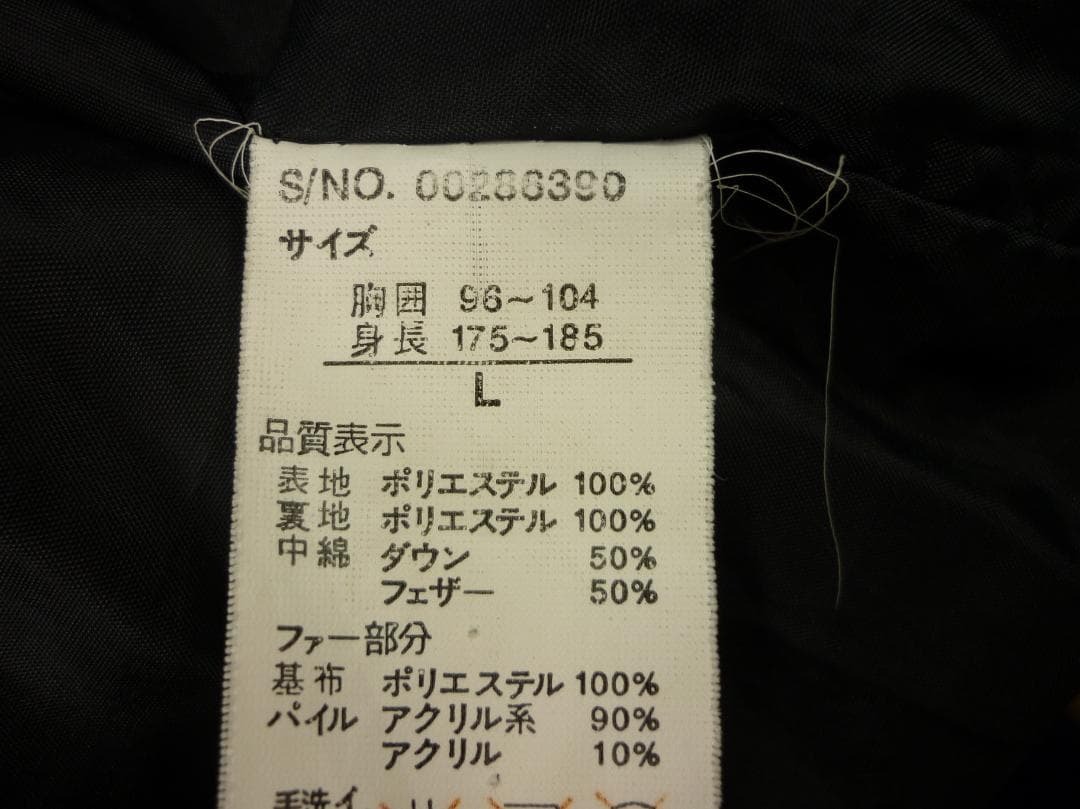 S/NO. 00286390
サイズ
胸囲 96～104
身長 175～185
L
品質表示
表地 ポリエステル 100%
裏地 ポリエステル 100%
中綿 ダウン 50%
フェザー 50%
ファー部分
基布 ポリエステル 100%
パイル アクリル系 90%
アクリル 10%
手洗イ